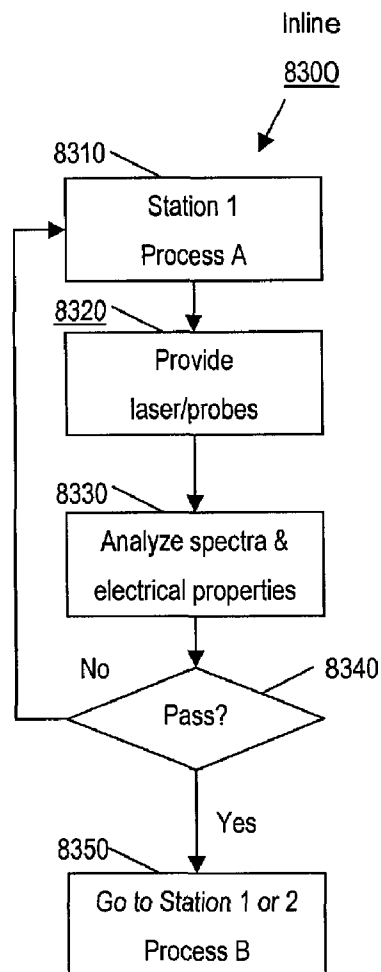 Inline
8300
8310
Station 1
Process A
8320
Provide
laser/probes
8330
Analyze spectra &
electrical properties
No
8340
Pass?
Yes
8350
Go to Station 1 or 2
Process B